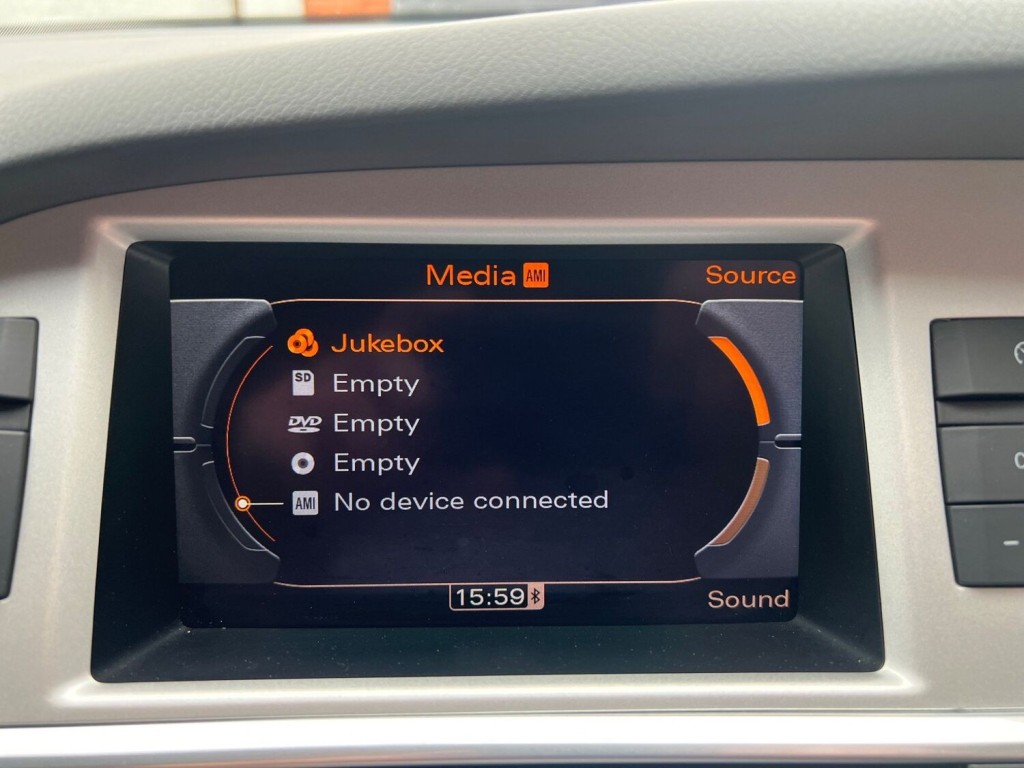 Media AMI Source
Jukebox
SD Empty
DVD Empty
Empty
AMI No device connected
15:59
Sound